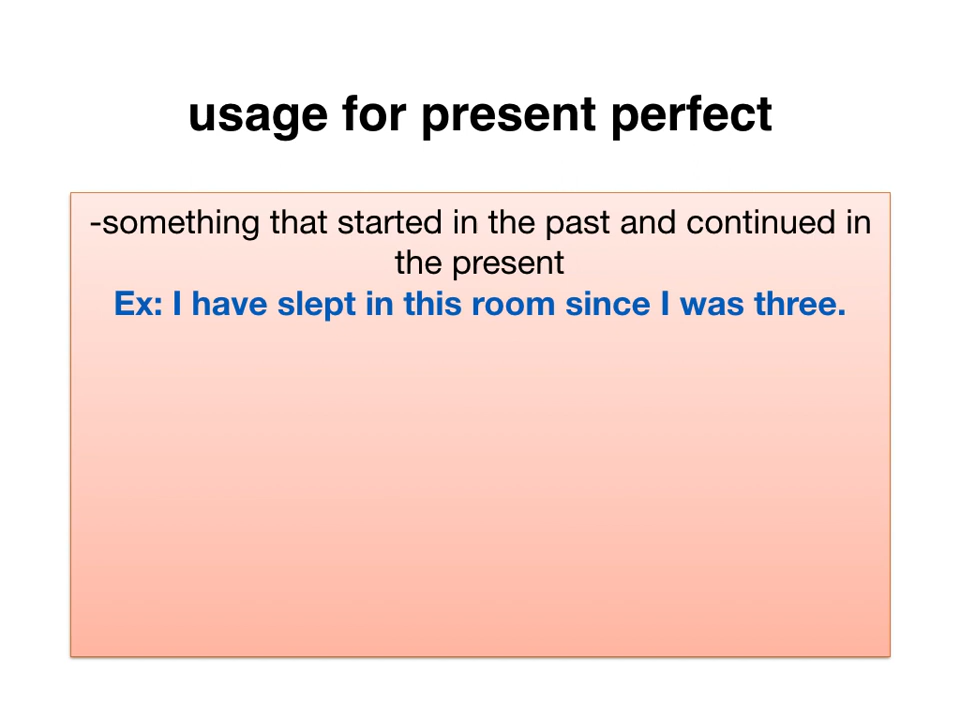 usage for present perfect
-something that started in the past and continued in
the present
Ex: I have slept in this room since I was three.